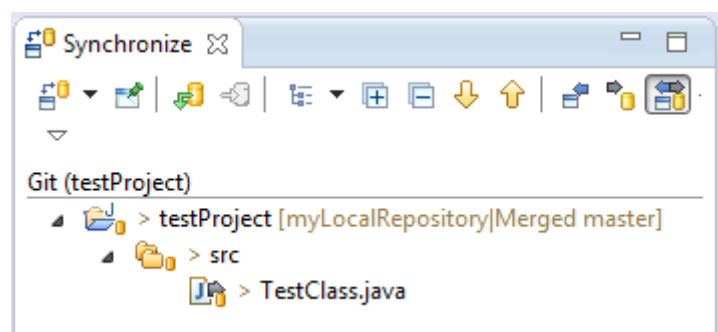 Synchronize
Git (testProject)
> testProject [myLocalRepository|Merged master]
> src
> TestClass.java